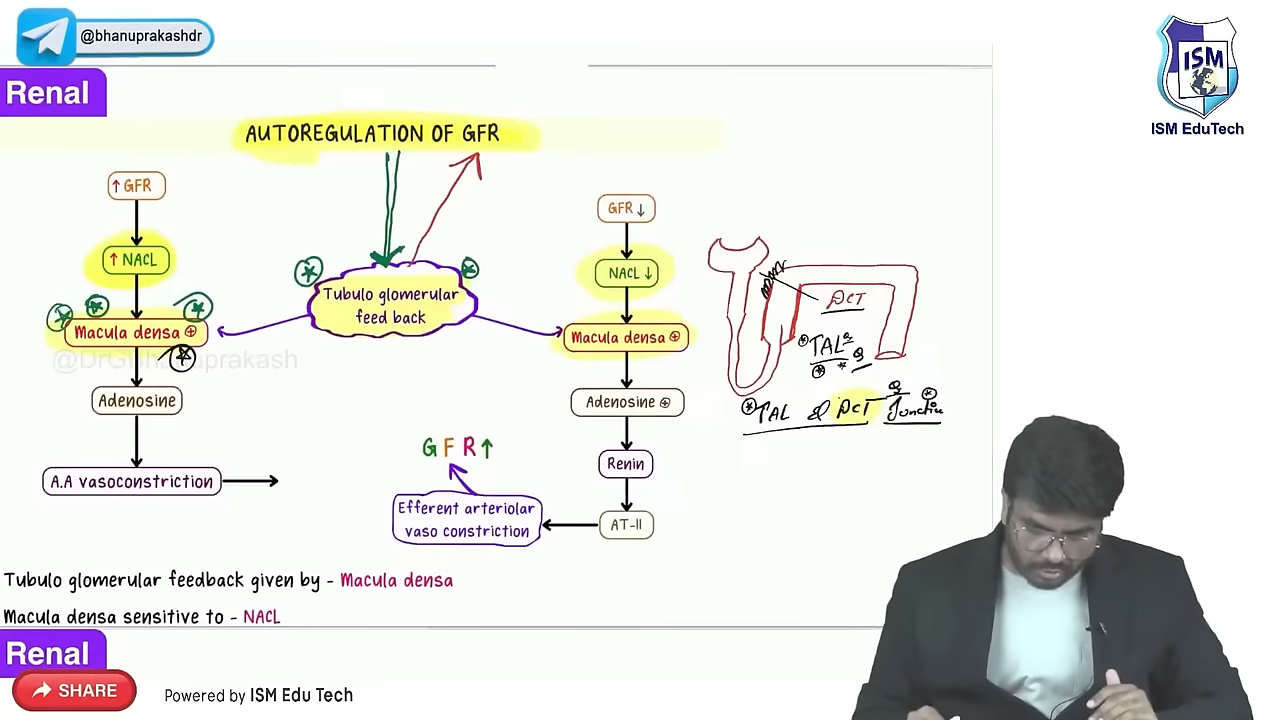 @bhanuprakashdr
ISM
ISM EduTech
Renal
AUTOREGULATION OF GFR
↑ GFR
↑ NACL
Macula densa ⊕
Adenosine
A.A vasoconstriction
Tubulo glomerular
feed back
GFR ↓
NACL ↓
Macula densa ⊕
Adenosine ⊕
Renin
AT-II
Efferent arteriolar
vaso constriction
GFR↑
DCT
TAL
TAL & DCT Junction
Tubulo glomerular feedback given by - Macula densa
Macula densa sensitive to - NACL
Renal
SHARE
Powered by ISM Edu Tech